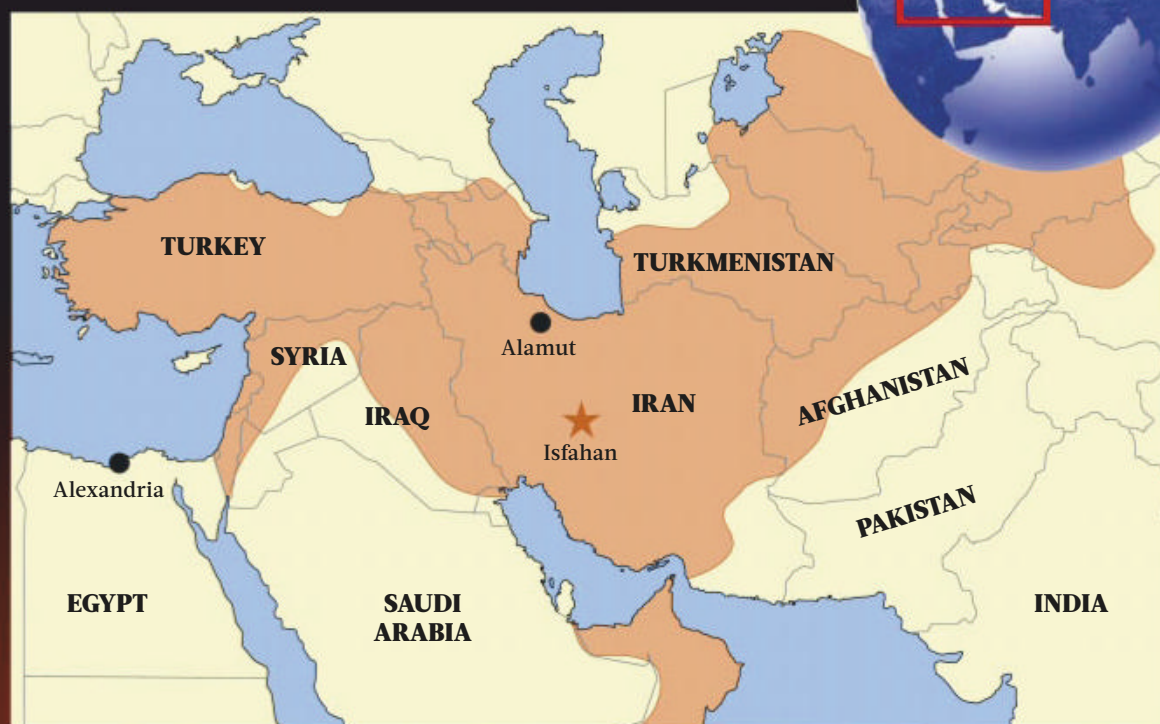 TURKEY
TURKMENISTAN
Alamut
SYRIA
IRAN
AFGHANISTAN
IRAQ
Isfahan
Alexandria
PAKISTAN
EGYPT
SAUDI
ARABIA
INDIA